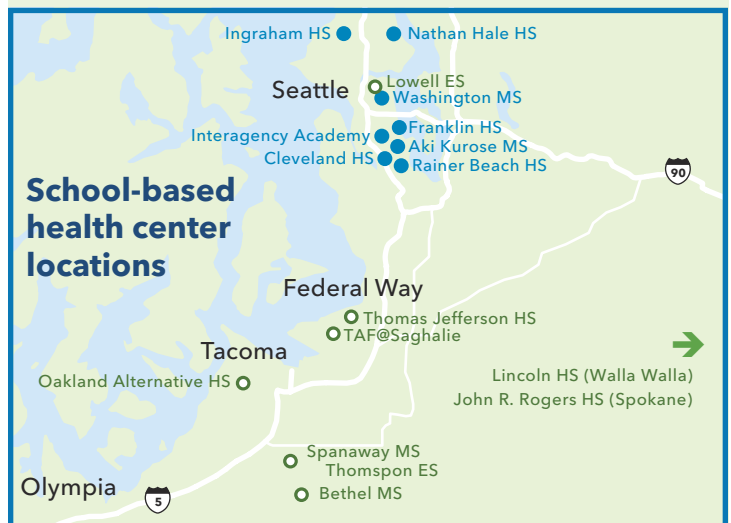 Ingraham HS
Nathan Hale HS
Lowell ES
Seattle
Washington MS
Franklin HS
Interagency Academy
Aki Kurose MS
Cleveland HS
Rainer Beach HS
90
School-based
health center
locations
Federal Way
Thomas Jefferson HS
TAF@Saghalie
Tacoma
Oakland Alternative HS
Lincoln HS (Walla Walla)
John R. Rogers HS (Spokane)
Spanaway MS
Thomspon ES
Olympia
5
Bethel MS